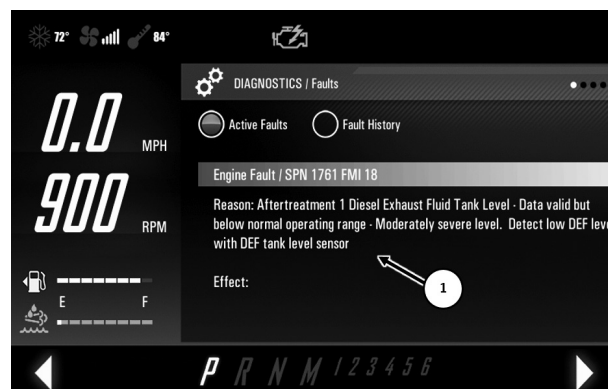 72° 84°
DIAGNOSTICS / Faults
Active Faults Fault History
0.0 MPH
Engine Fault / SPN 1761 FMI 18
900 RPM
Reason: Aftertreatment 1 Diesel Exhaust Fluid Tank Level - Data valid but
below normal operating range - Moderately severe level. Detect low DEF leve
with DEF tank level sensor
Effect:
1
E F
P R N M 1 2 3 4 5 6